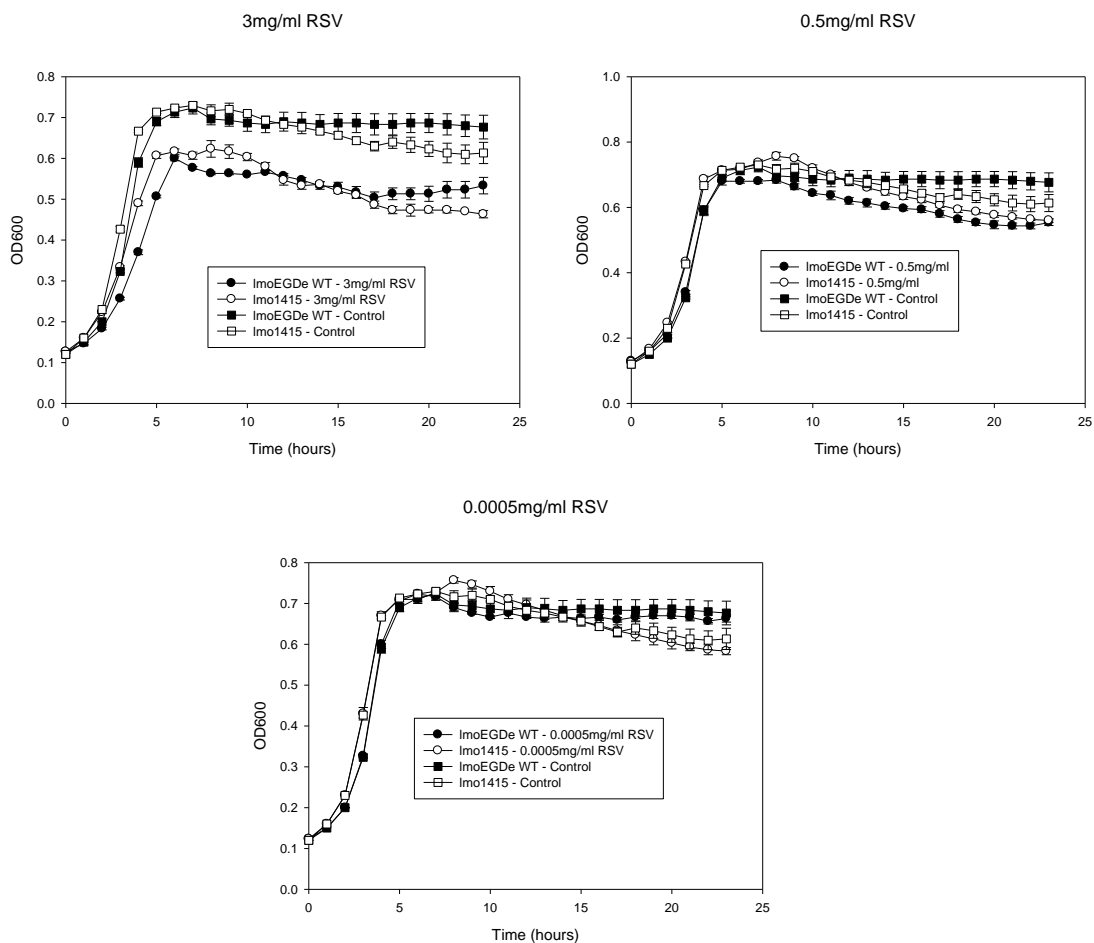 3mg/ml RSV
0.8
0.7
0.6
0.5
0.4
0.3
0.2
0.1
0.0
OD600
0
5
10
15
20
25
Time (hours)
lmoEGDe WT - 3mg/ml RSV
lmo1415 - 3mg/ml RSV
lmoEGDe WT - Control
lmo1415 - Control
0.5mg/ml RSV
1.0
0.8
0.6
0.4
0.2
0.0
OD600
0
5
10
15
20
25
Time (hours)
lmoEGDe WT - 0.5mg/ml
lmo1415 - 0.5mg/ml
lmoEGDe WT - Control
lmo1415 - Control
0.0005mg/ml RSV
0.8
0.7
0.6
0.5
0.4
0.3
0.2
0.1
0.0
OD600
0
5
10
15
20
25
Time (hours)
lmoEGDe WT - 0.0005mg/ml RSV
lmo1415 - 0.0005mg/ml RSV
lmoEGDe WT - Control
lmo1415 - Control